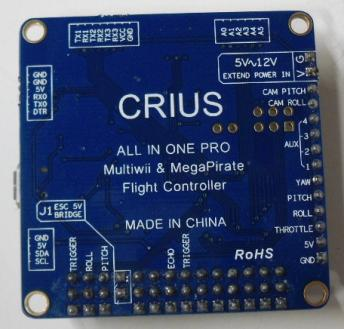 TX1
RX1
TX2
RX2
TX3
RX3
VCC
GND
A0
A1
A2
A3
A4
A5
5V~12V
G
EXTEND POWER IN
V
GND
GND
5V
RX0
TX0
DTR
CRIUS
CAM PITCH
CAM ROLL
4
3
AUX
2
1
ALL IN ONE PRO
Multiwii & MegaPirate
Flight Controller
YAW
PITCH
ROLL
THROTTLE
5V
GND
J1 ESC 5V
BRIDGE
MADE IN CHINA
GND
5V
SDA
SCL
TRIGGER
ROLL
PITCH
ECHO
TRIGGER
RoHS